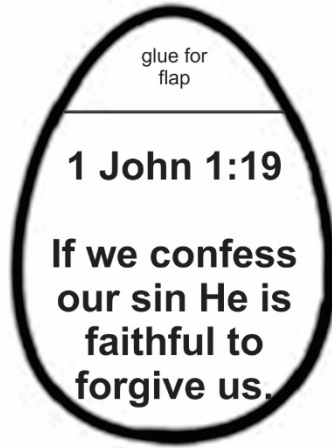 glue for
flap
1 John 1:19
If we confess
our sin He is
faithful to
forgive us.